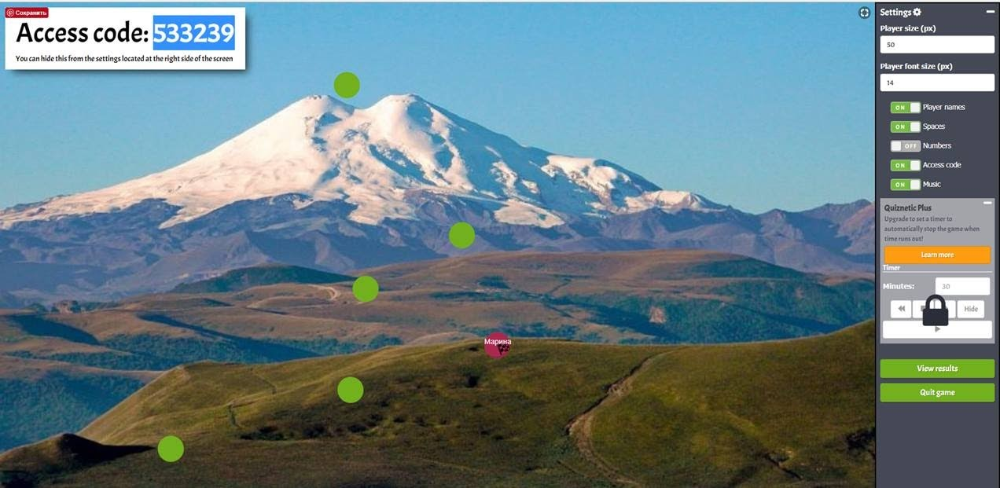 Сохранить
Access code: 533239
You can hide this from the settings located at the right side of the screen
Марина
Settings
Player size (px)
50
Player font size (px)
14
ON Player names
ON Spaces
OFF Numbers
ON Access code
ON Music
Quiznetic Plus
Upgrade to set a timer to
automatically stop the game when
time runs out!
Learn more
Timer
Minutes: 30
Hide
View results
Quit game